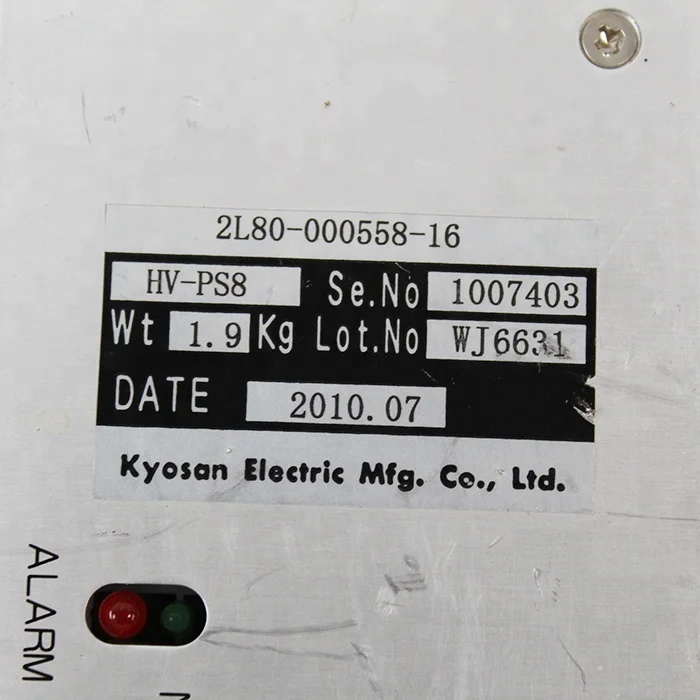 2L80-000558-16
HV-PS8 Se.No 1007403
Wt 1.9 Kg Lot.No WJ6631
DATE 2010.07
Kyosan Electric Mfg. Co., Ltd.
ALARM